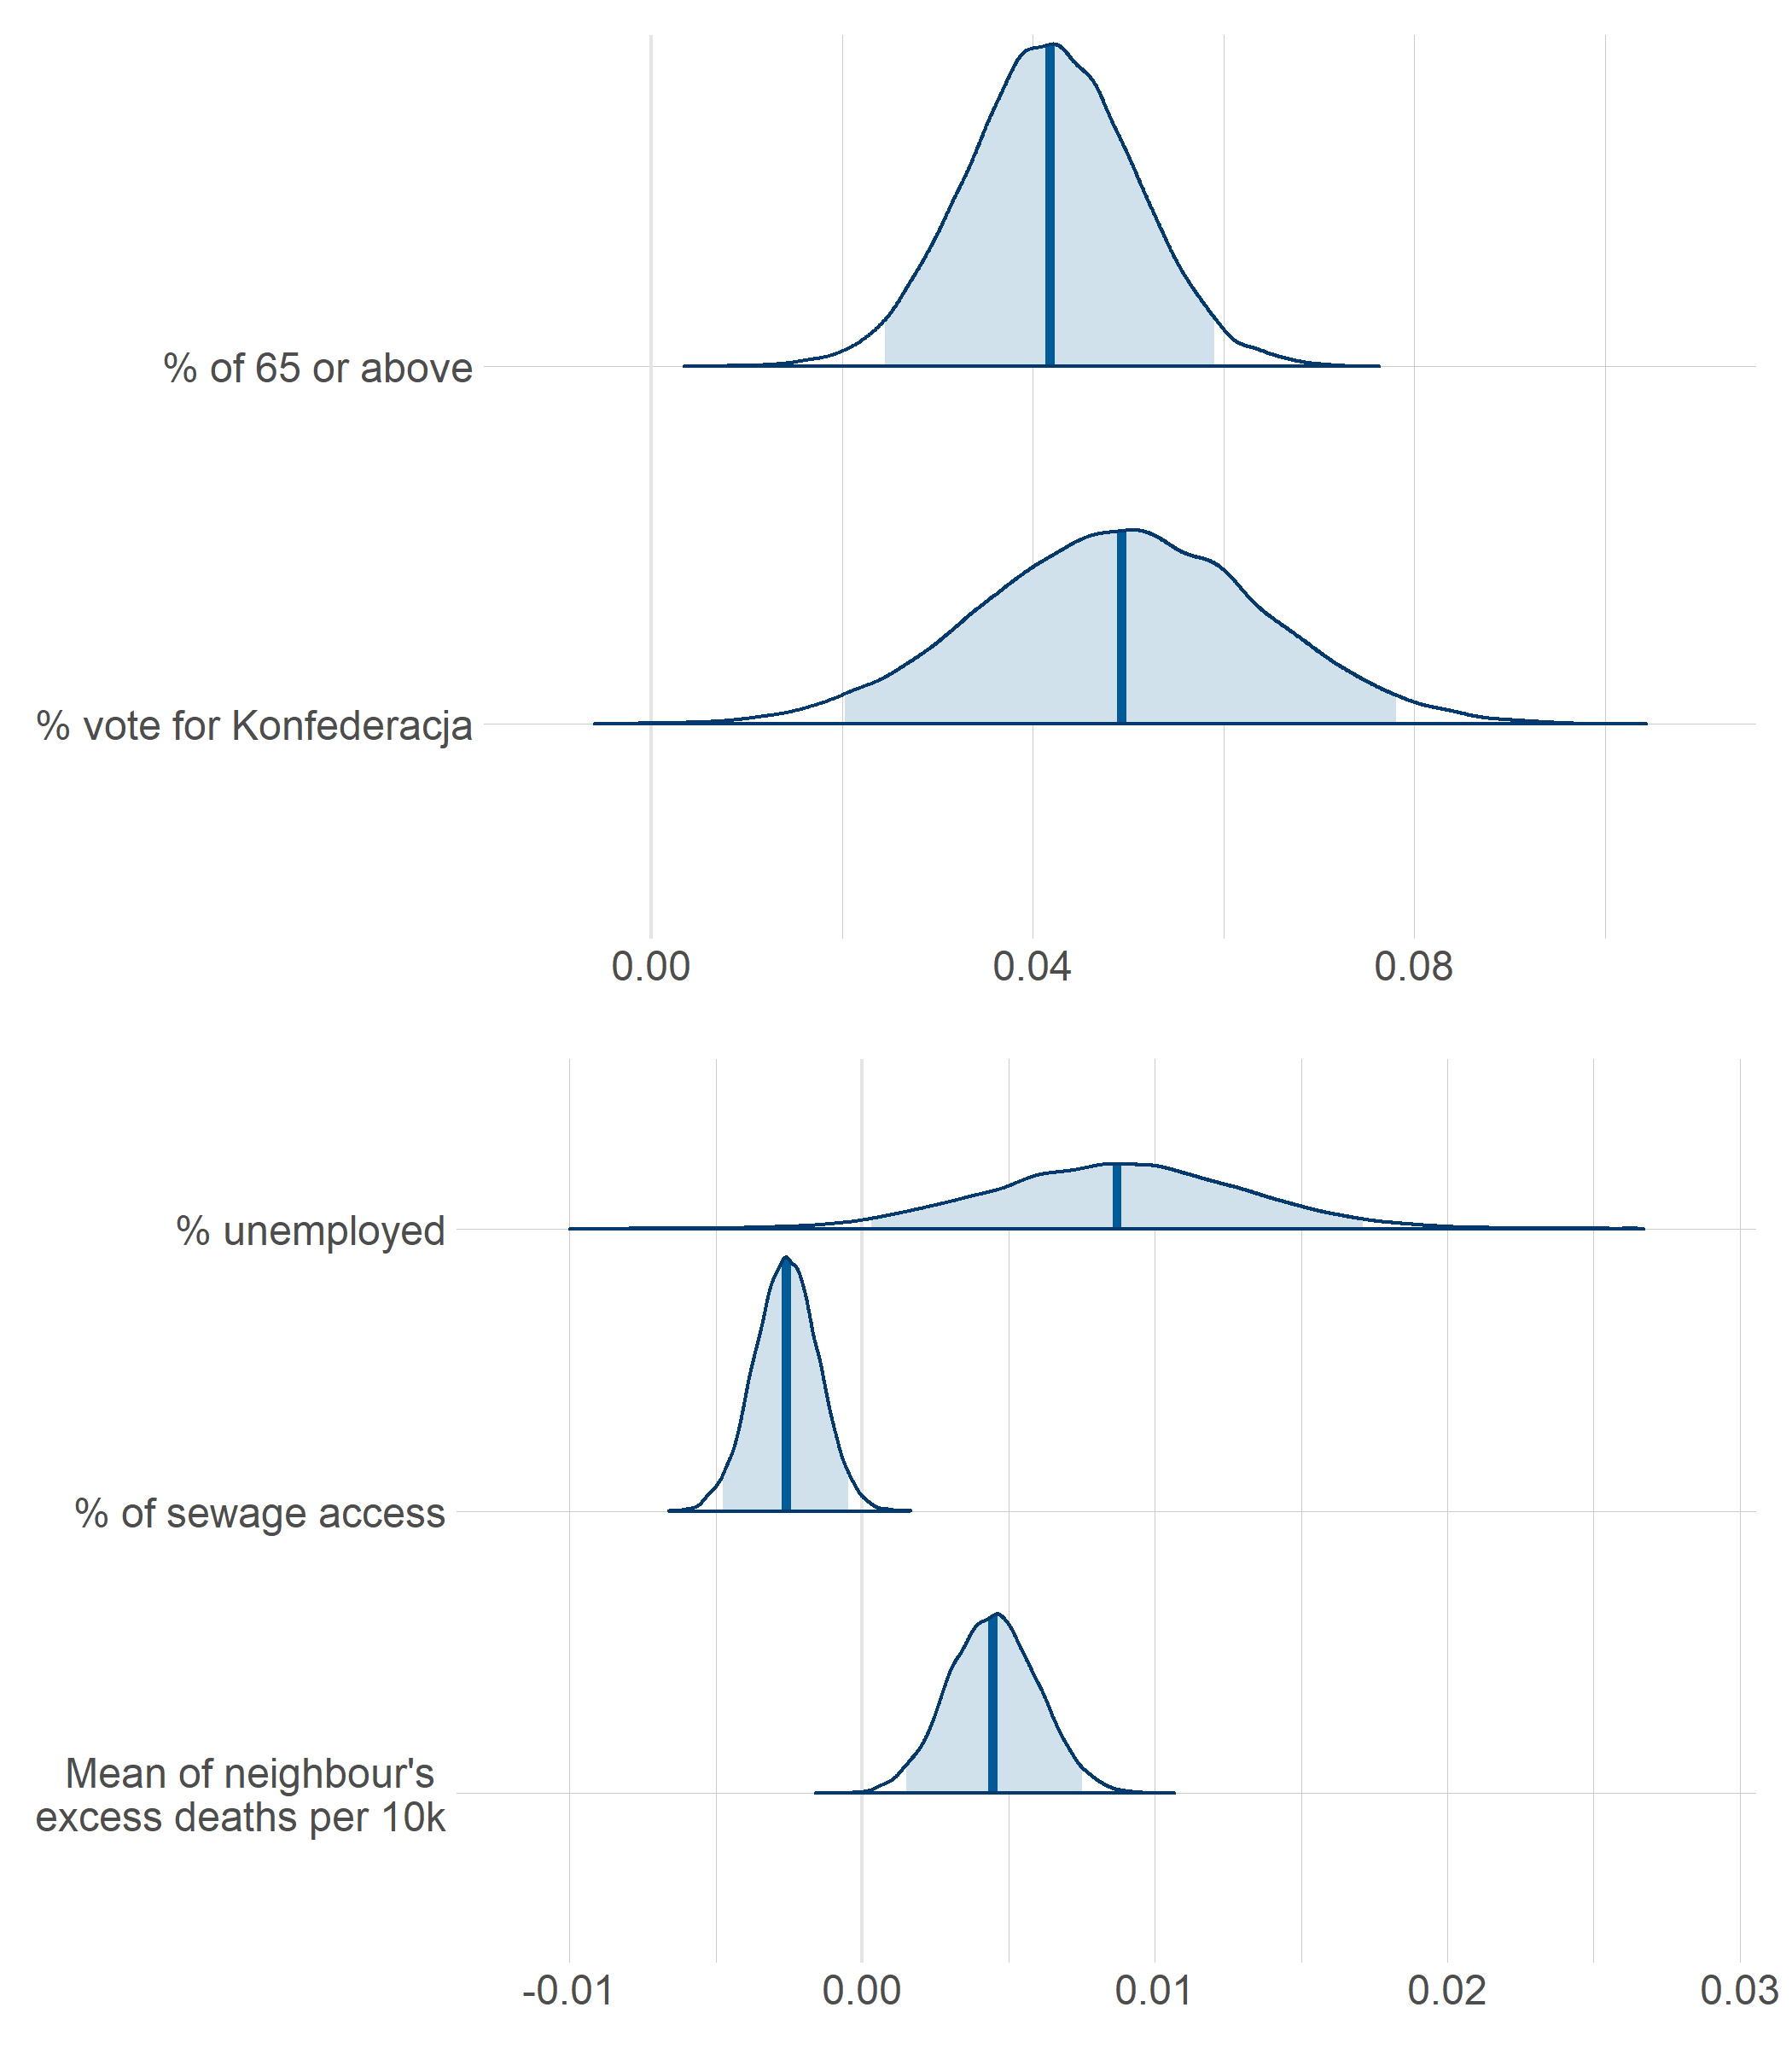 % of 65 or above
% vote for Konfederacja
0.00 0.04 0.08
% unemployed
% of sewage access
Mean of neighbour's
excess deaths per 10k
-0.01 0.00 0.01 0.02 0.03